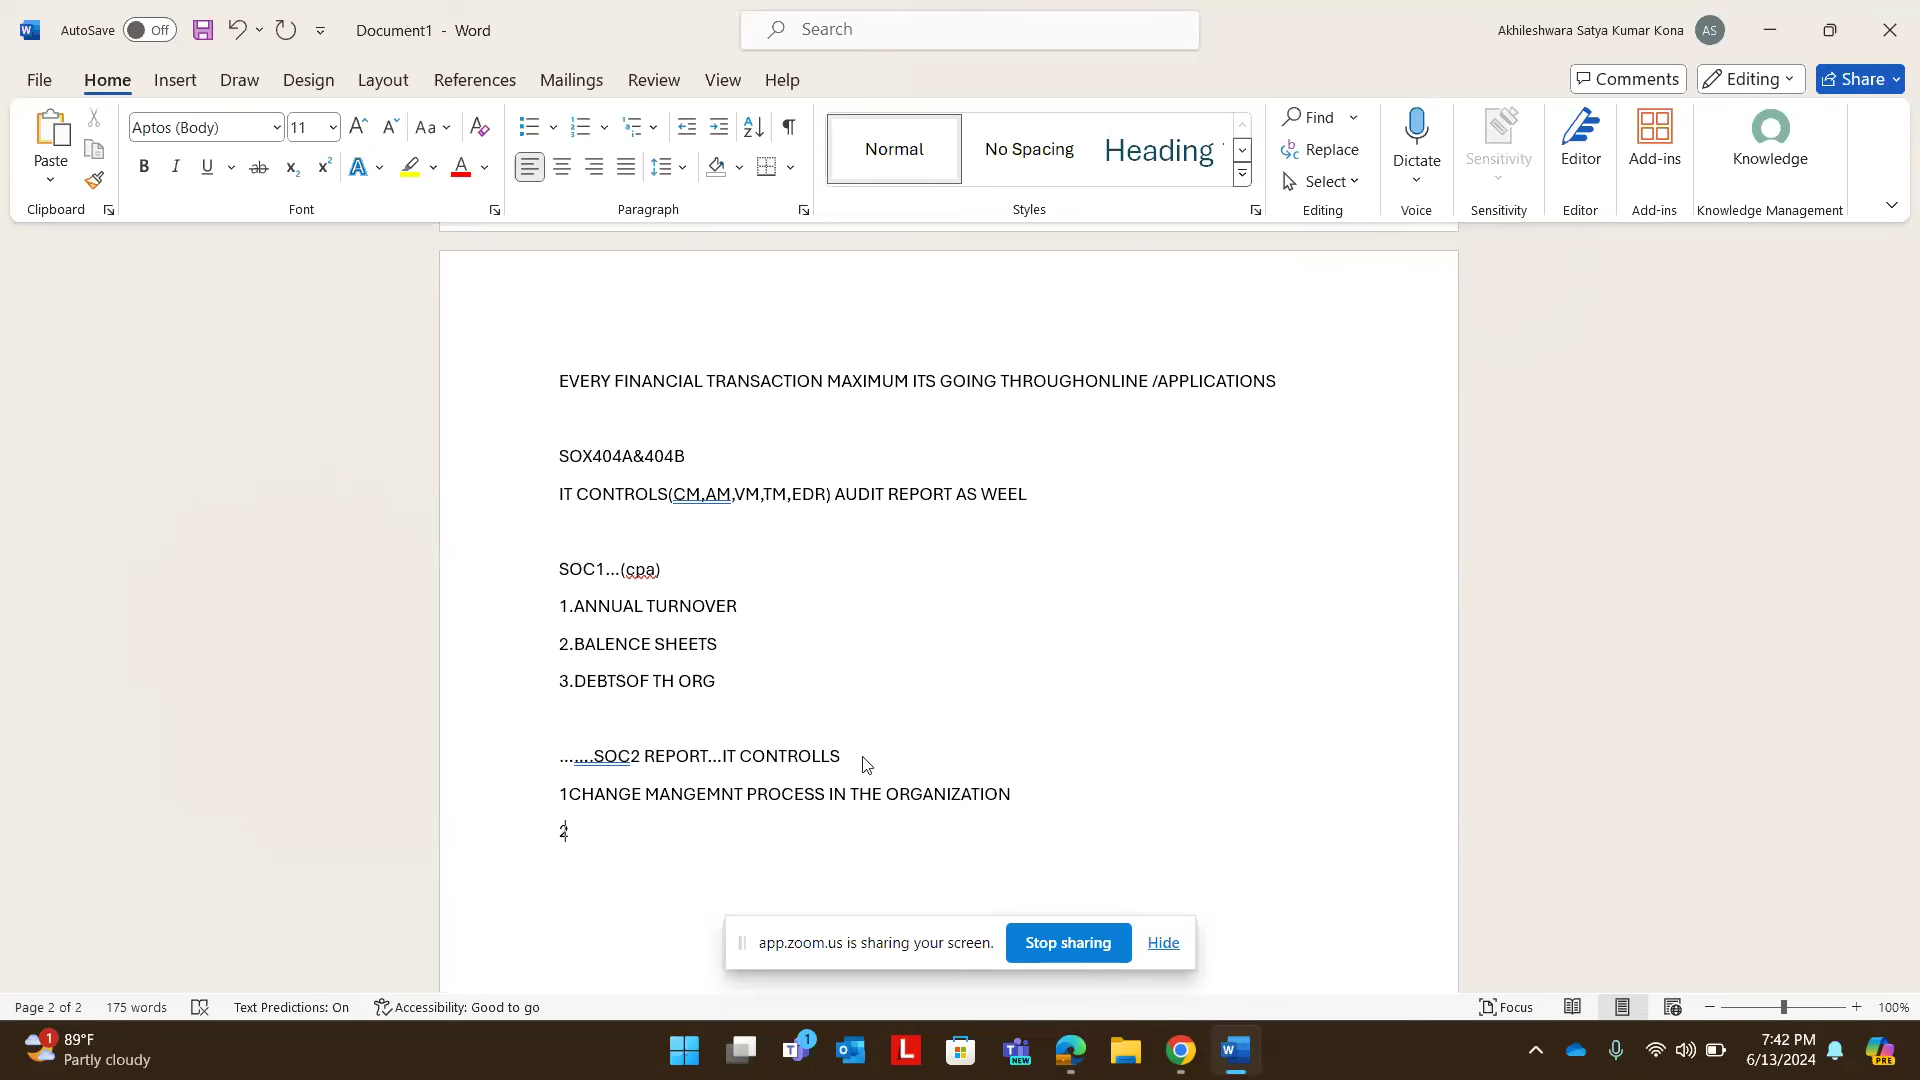 AutoSave Off Document1 - Word Search Akhileshwara Satya Kumar Kona AS
File Home Insert Draw Design Layout References Mailings Review View Help Comments Editing Share
Paste
Clipboard
Aptos (Body) 11
Font
Paragraph
Normal No Spacing Heading
Styles
Find
Replace
Select
Editing
Dictate
Voice
Sensitivity
Sensitivity
Editor
Editor
Add-ins
Add-ins
Knowledge
Knowledge Management
EVERY FINANCIAL TRANSACTION MAXIMUM ITS GOING THROUGHONLINE /APPLICATIONS
SOX404A&404B
IT CONTROLS(CM,AM,VM,TM,EDR) AUDIT REPORT AS WEEL
SOC1...(cpa)
1.ANNUAL TURNOVER
2.BALENCE SHEETS
3.DEBTSOF TH ORG
.......SOC2 REPORT...IT CONTROLLS
1CHANGE MANGEMNT PROCESS IN THE ORGANIZATION
2
app.zoom.us is sharing your screen. Stop sharing Hide
Page 2 of 2 175 words Text Predictions: On Accessibility: Good to go Focus 100%
1 89°F
Partly cloudy
1
NEW
7:42 PM
6/13/2024
PRE